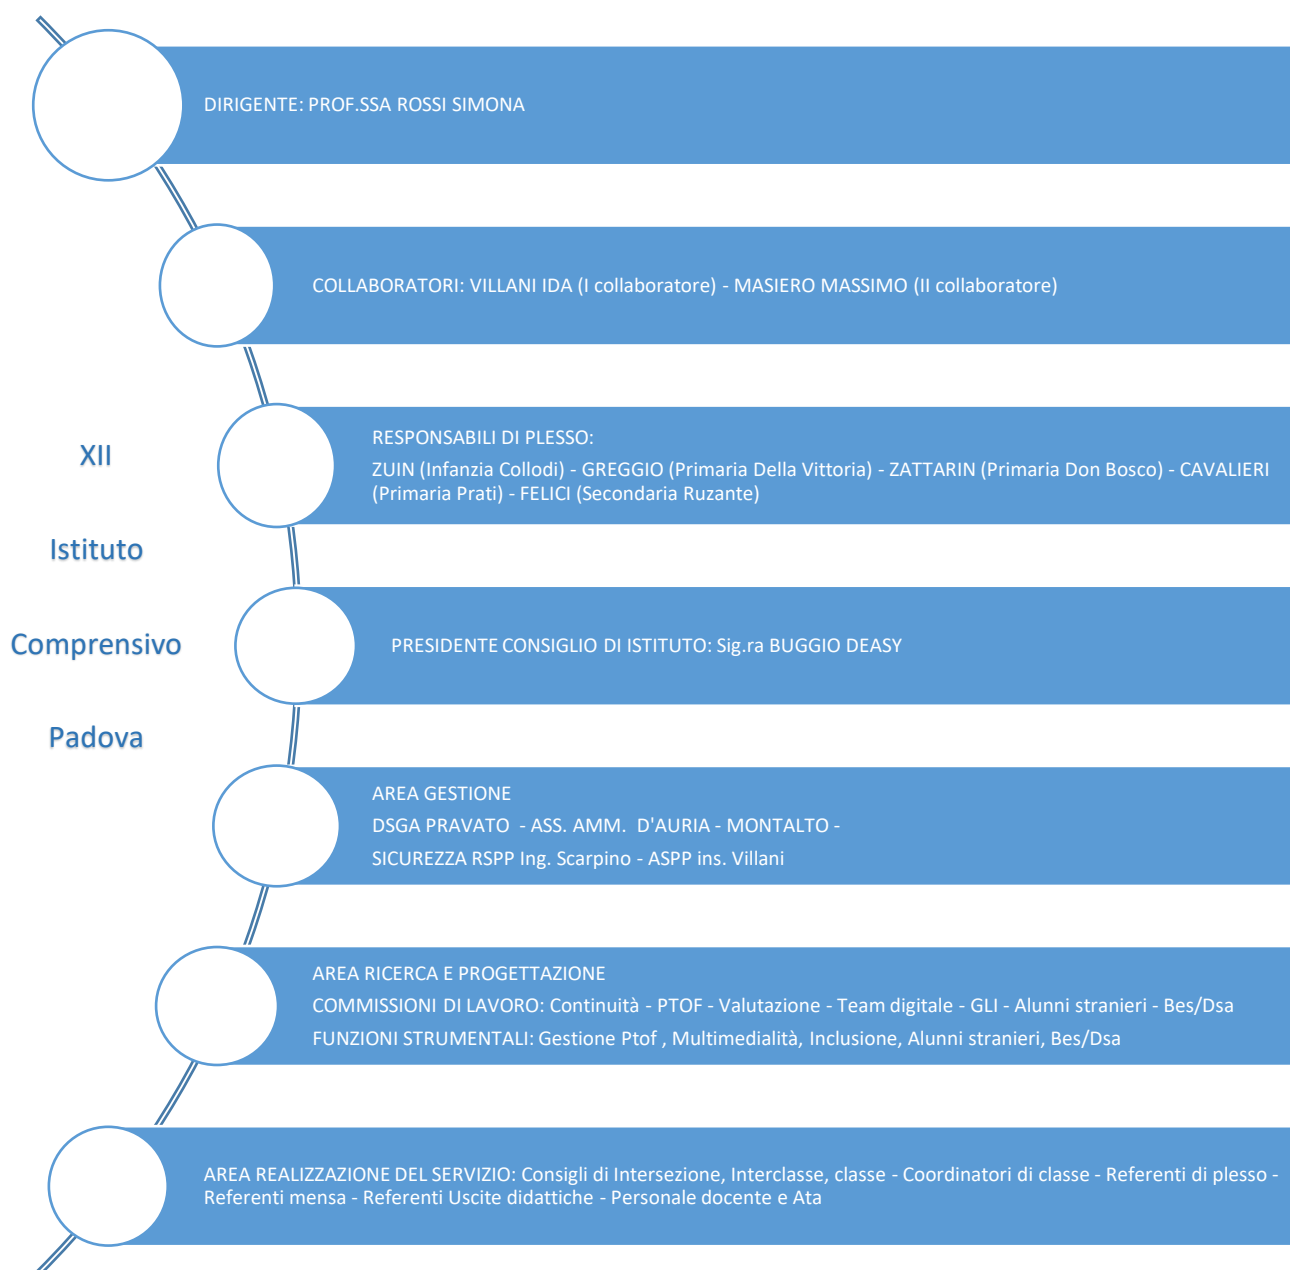 DIRIGENTE: PROF.SSA ROSSI SIMONA
COLLABORATORI: VILLANI IDA (I collaboratore) - MASIERO MASSIMO (II collaboratore)
RESPONSABILI DI PLESSO:
ZUIN (Infanzia Collodi) - GREGGIO (Primaria Della Vittoria) - ZATTARIN (Primaria Don Bosco) - CAVALIERI
(Primaria Prati) - FELICI (Secondaria Ruzante)
XII
Istituto
Comprensivo
Padova
PRESIDENTE CONSIGLIO DI ISTITUTO: Sig.ra BUGGIO DEASY
AREA GESTIONE
DSGA PRAVATO - ASS. AMM. D'AURIA - MONTALTO -
SICUREZZA RSPP Ing. Scarpino - ASPP ins. Villani
AREA RICERCA E PROGETTAZIONE
COMMISSIONI DI LAVORO: Continuità - PTOF - Valutazione - Team digitale - GLI - Alunni stranieri - Bes/Dsa
FUNZIONI STRUMENTALI: Gestione Ptof , Multimedialità, Inclusione, Alunni stranieri, Bes/Dsa
AREA REALIZZAZIONE DEL SERVIZIO: Consigli di Intersezione, Interclasse, classe - Coordinatori di classe - Referenti di plesso -
Referenti mensa - Referenti Uscite didattiche - Personale docente e Ata